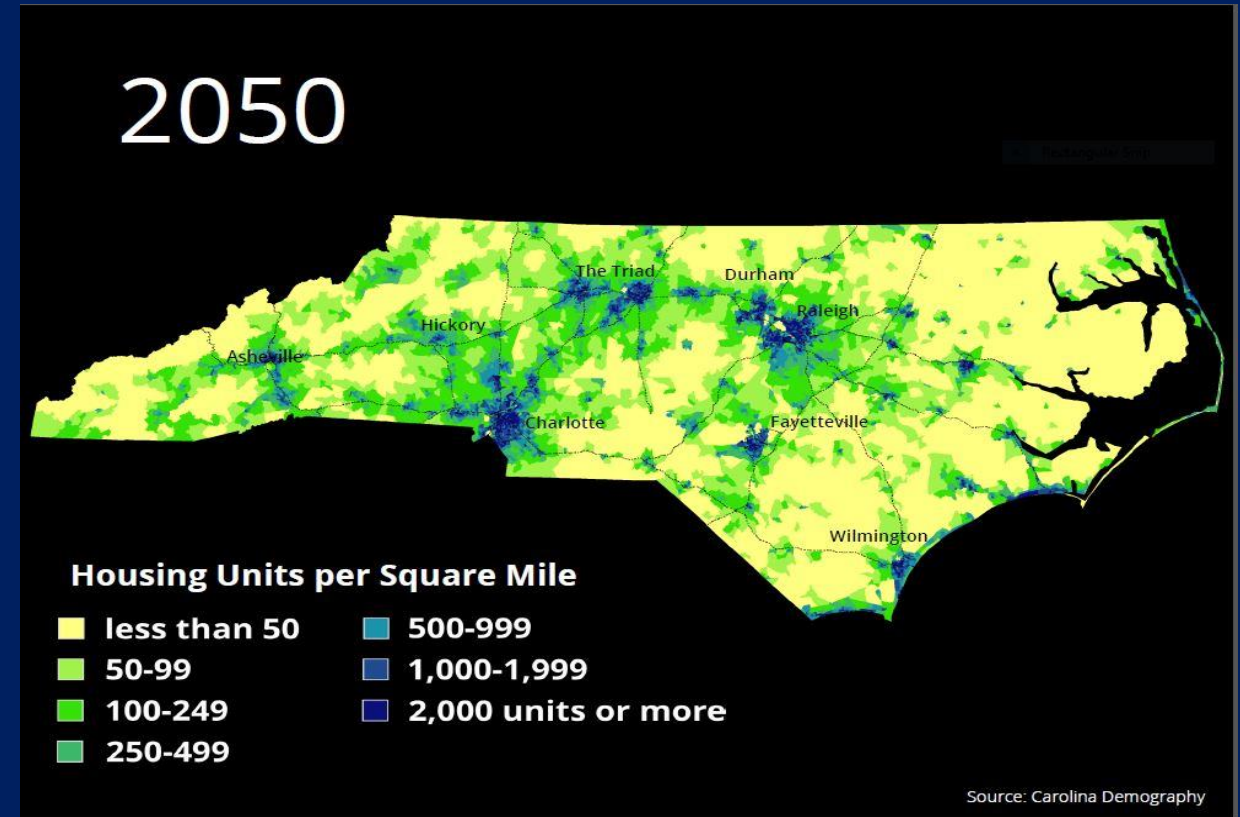 2050
The Triad
Durham
Raleigh
Hickory
Asheville
Charlotte
Fayetteville
Wilmington
Housing Units per Square Mile
less than 50
50-99
100-249
250-499
500-999
1,000-1,999
2,000 units or more
Source: Carolina Demography